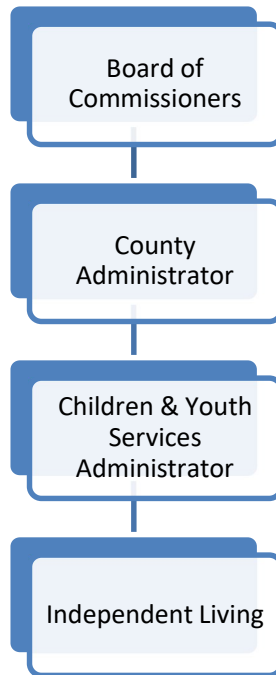 Board of
Commissioners
County
Administrator
Children & Youth
Services
Administrator
Independent Living